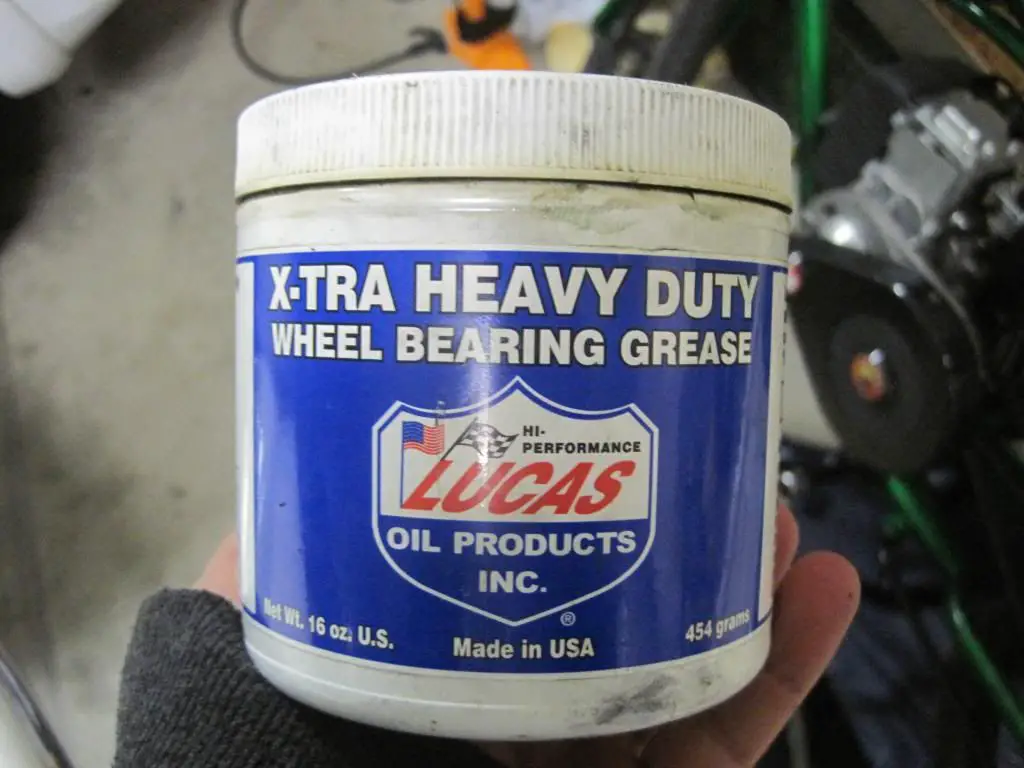 X-TRA HEAVY DUTY
WHEEL BEARING GREASE
HI-
PERFORMANCE
LUCAS
OIL PRODUCTS
INC.
®
Net Wt. 16 oz. U.S.
Made in USA
454 grams